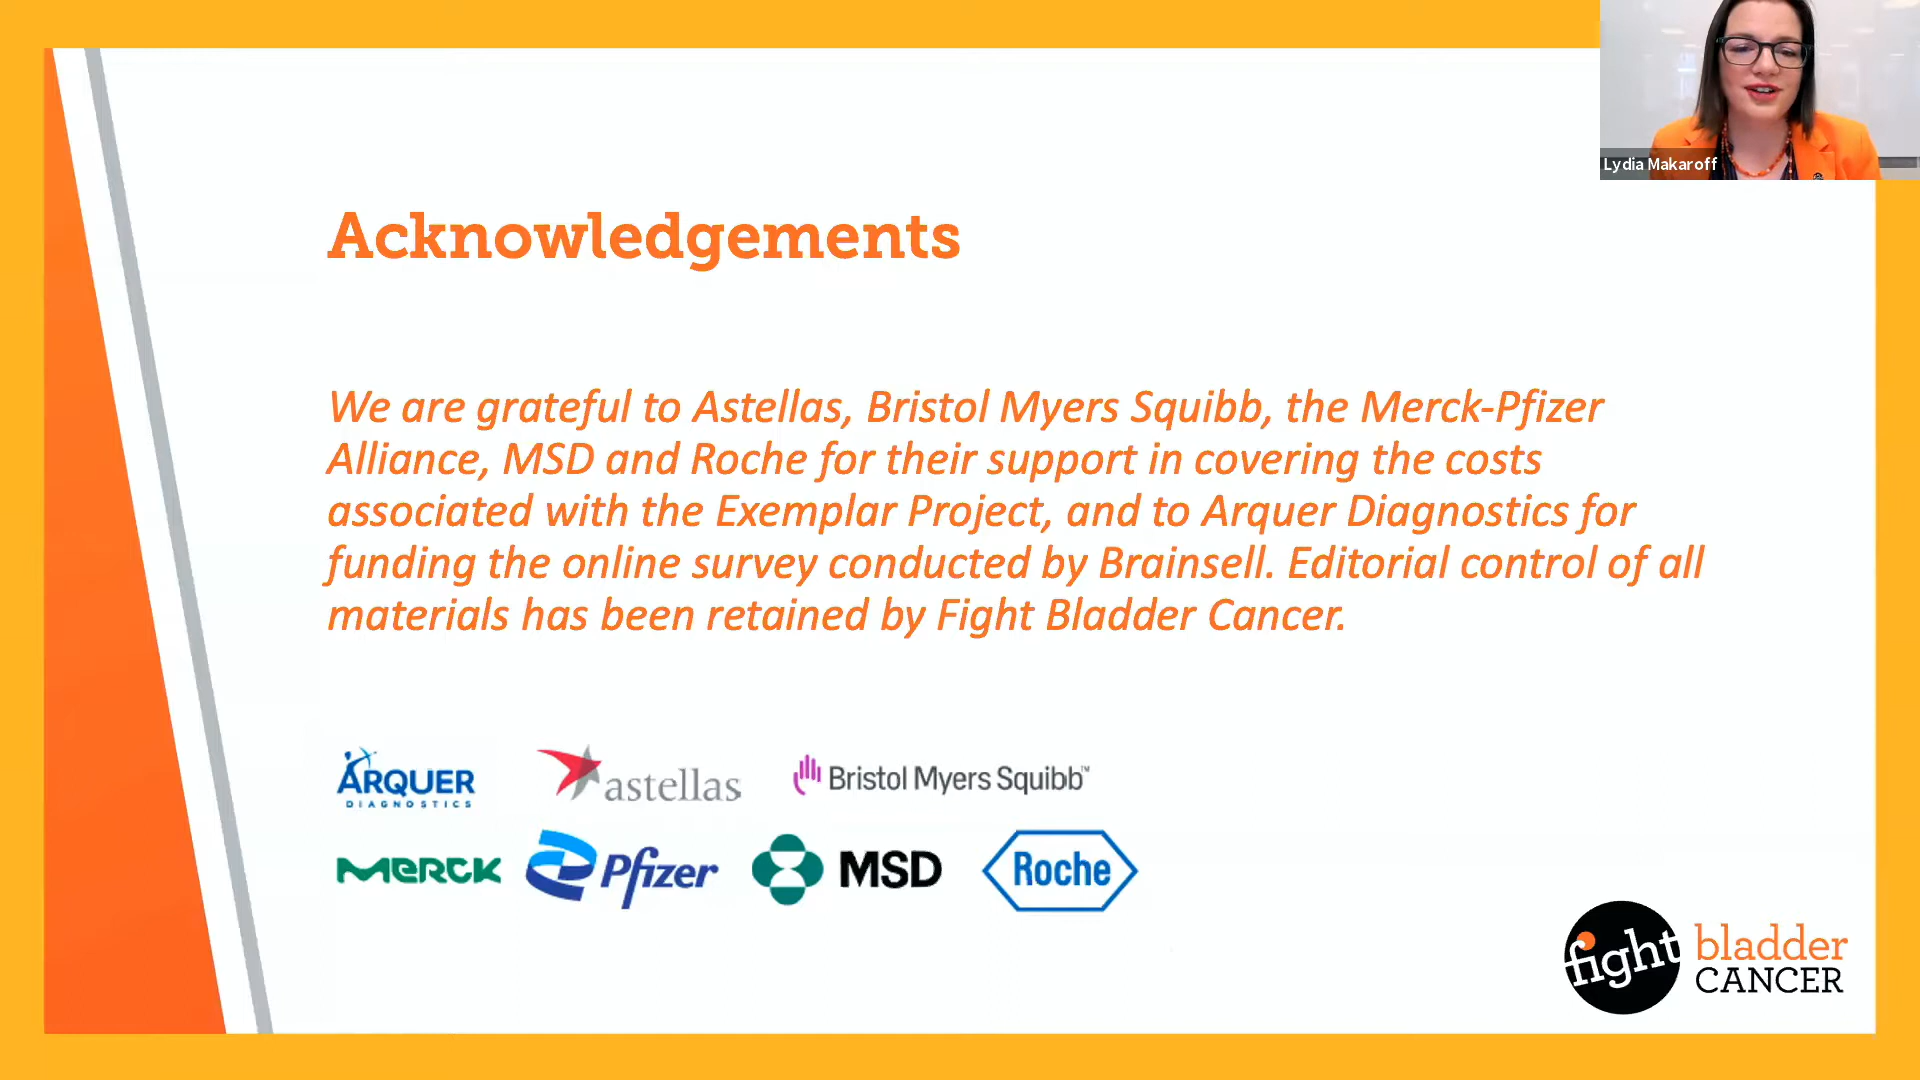 Lydia Makaroff
Acknowledgements
We are grateful to Astellas, Bristol Myers Squibb, the Merck-Pfizer
Alliance, MSD and Roche for their support in covering the costs
associated with the Exemplar Project, and to Arquer Diagnostics for
funding the online survey conducted by Brainsell. Editorial control of all
materials has been retained by Fight Bladder Cancer.
ARQUER
DIAGNOSTICS
astellas
Bristol Myers Squibb™
MERCK
Pfizer
MSD
Roche
fight bladder
CANCER